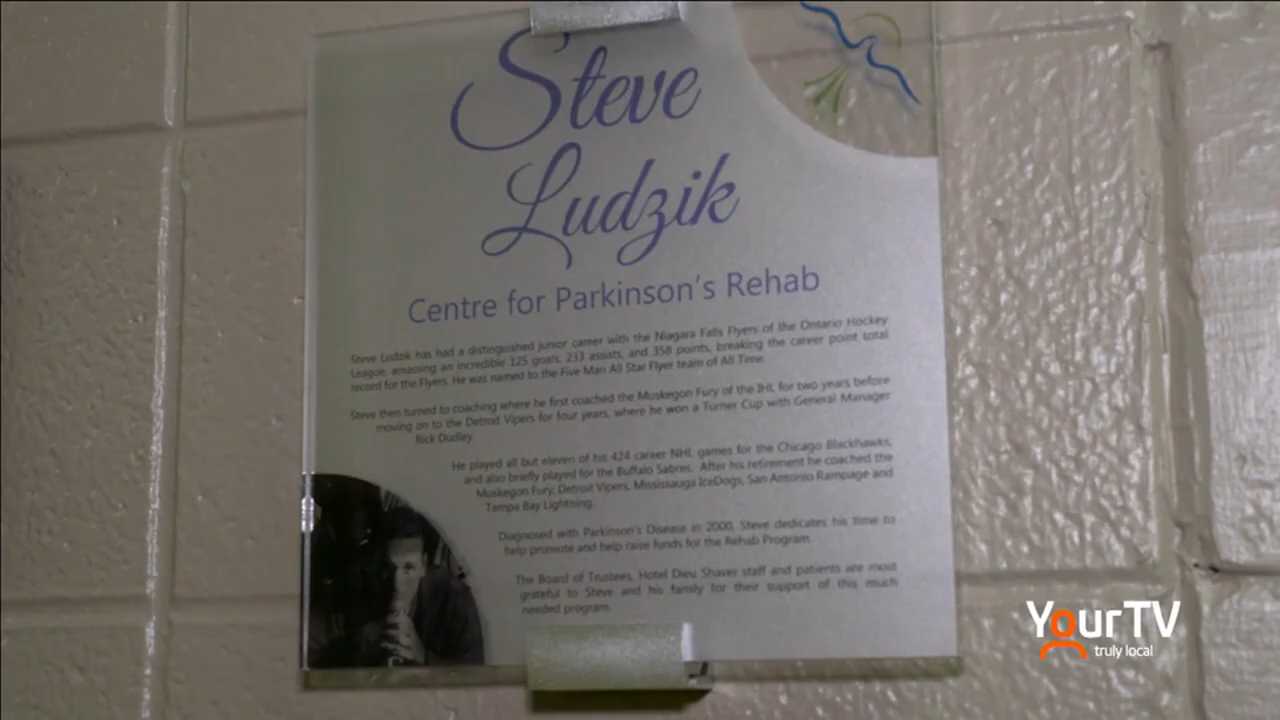 Steve
Ludzik
Centre for Parkinson's Rehab
Steve Ludzik has had a distinguished junior career with the Niagara Falls Flyers of the Ontario Hockey
League, amassing an incredible 125 goals, 233 assists, and 358 points, breaking the career point total
record for the Flyers. He was named to the Five Man All Star Flyer team of All Time.
Steve then turned to coaching where he first coached the Muskegon Fury of the IHL for two years before
moving on to the Detroit Vipers for four years, where he won a Turner Cup with General Manager
Rick Dudley.
He played all but eleven of his 424 career NHL games for the Chicago Blackhawks,
and also briefly played for the Buffalo Sabres. After his retirement he coached the
Muskegon Fury, Detroit Vipers, Mississauga IceDogs, San Antonio Rampage and
Tampa Bay Lightning.
Diagnosed with Parkinson's Disease in 2000, Steve dedicates his time to
help promote and help raise funds for the Rehab Program.
The Board of Trustees, Hotel Dieu Shaver staff and patients are most
grateful to Steve and his family for their support of this much
needed program.
YourTV
truly local